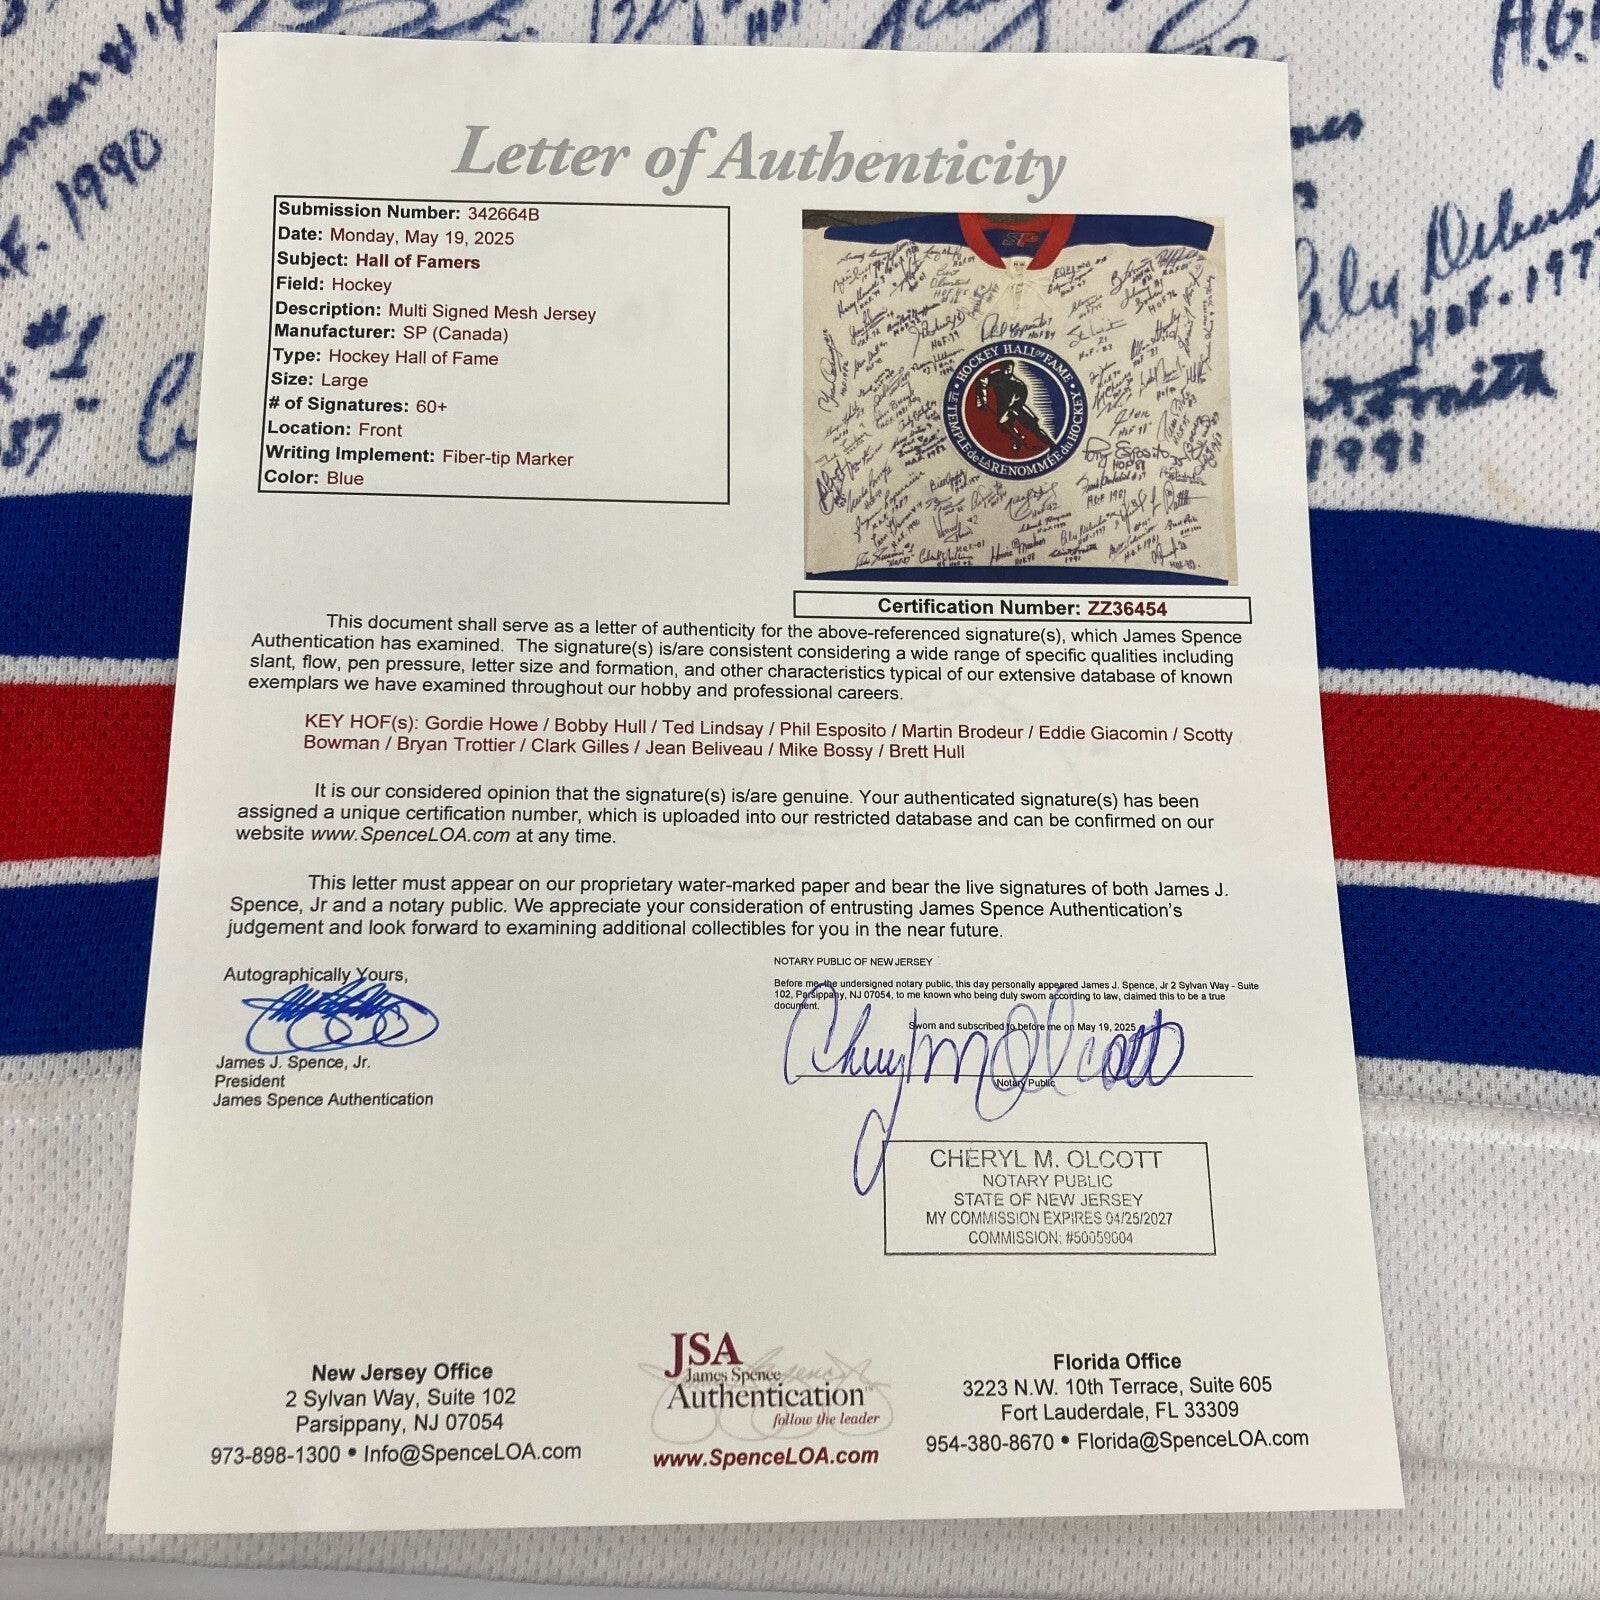 Letter of Authenticity
Submission Number: 342664B
Date: Monday, May 19, 2025
Subject: Hall of Famers
Field: Hockey
Description: Multi Signed Mesh Jersey
Manufacturer: SP (Canada)
Type: Hockey Hall of Fame
Size: Large
# of Signatures: 60+
Location: Front
Writing Implement: Fiber-tip Marker
Color: Blue
SP
HOCKEY HALL OF FAME
LE TEMPLE de LA RENOMMÉE du HOCKEY
Certification Number: ZZ36454
This document shall serve as a letter of authenticity for the above-referenced signature(s), which James Spence
Authentication has examined. The signature(s) is/are consistent considering a wide range of specific qualities including
slant, flow, pen pressure, letter size and formation, and other characteristics typical of our extensive database of known
exemplars we have examined throughout our hobby and professional careers.
KEY HOF(s): Gordie Howe / Bobby Hull / Ted Lindsay / Phil Esposito / Martin Brodeur / Eddie Giacomin / Scotty
Bowman / Bryan Trottier / Clark Gilles / Jean Beliveau / Mike Bossy / Brett Hull
It is our considered opinion that the signature(s) is/are genuine. Your authenticated signature(s) has been
assigned a unique certification number, which is uploaded into our restricted database and can be confirmed on our
website www.SpenceLOA.com at any time.
This letter must appear on our proprietary water-marked paper and bear the live signatures of both James J.
Spence, Jr and a notary public. We appreciate your consideration of entrusting James Spence Authentication's
judgement and look forward to examining additional collectibles for you in the near future.
Autographically Yours,
James J. Spence, Jr.
President
James Spence Authentication
NOTARY PUBLIC OF NEW JERSEY
Before me, the undersigned notary public, this day personally appeared James J. Spence, Jr 2 Sylvan Way - Suite
102, Parsippany, NJ 07054, to me known who being duly sworn according to law, claimed this to be a true
document.
Sworn and subscribed to before me on May 19, 2025
Cheryl M Olcott
Notary Public
CHERYL M. OLCOTT
NOTARY PUBLIC
STATE OF NEW JERSEY
MY COMMISSION EXPIRES 04/25/2027
COMMISSION: #50059604
New Jersey Office
2 Sylvan Way, Suite 102
Parsippany, NJ 07054
973-898-1300 • Info@SpenceLOA.com
JSA
James Spence
Authentication™
follow the leader
www.SpenceLOA.com
Florida Office
3223 N.W. 10th Terrace, Suite 605
Fort Lauderdale, FL 33309
954-380-8670 • Florida@SpenceLOA.com
1990
#1
87"
HOF-197
Smith
1991